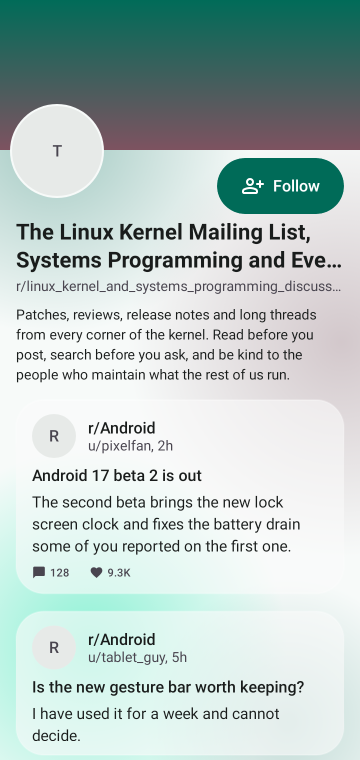 T
Follow
The Linux Kernel Mailing List,
Systems Programming and Eve…
r/linux_kernel_and_systems_programming_discuss…
Patches, reviews, release notes and long threads
from every corner of the kernel. Read before you
post, search before you ask, and be kind to the
people who maintain what the rest of us run.
R
r/Android
u/pixelfan, 2h
Android 17 beta 2 is out
The second beta brings the new lock
screen clock and fixes the battery drain
some of you reported on the first one.
128 9.3K
R
r/Android
u/tablet_guy, 5h
Is the new gesture bar worth keeping?
I have used it for a week and cannot
decide.